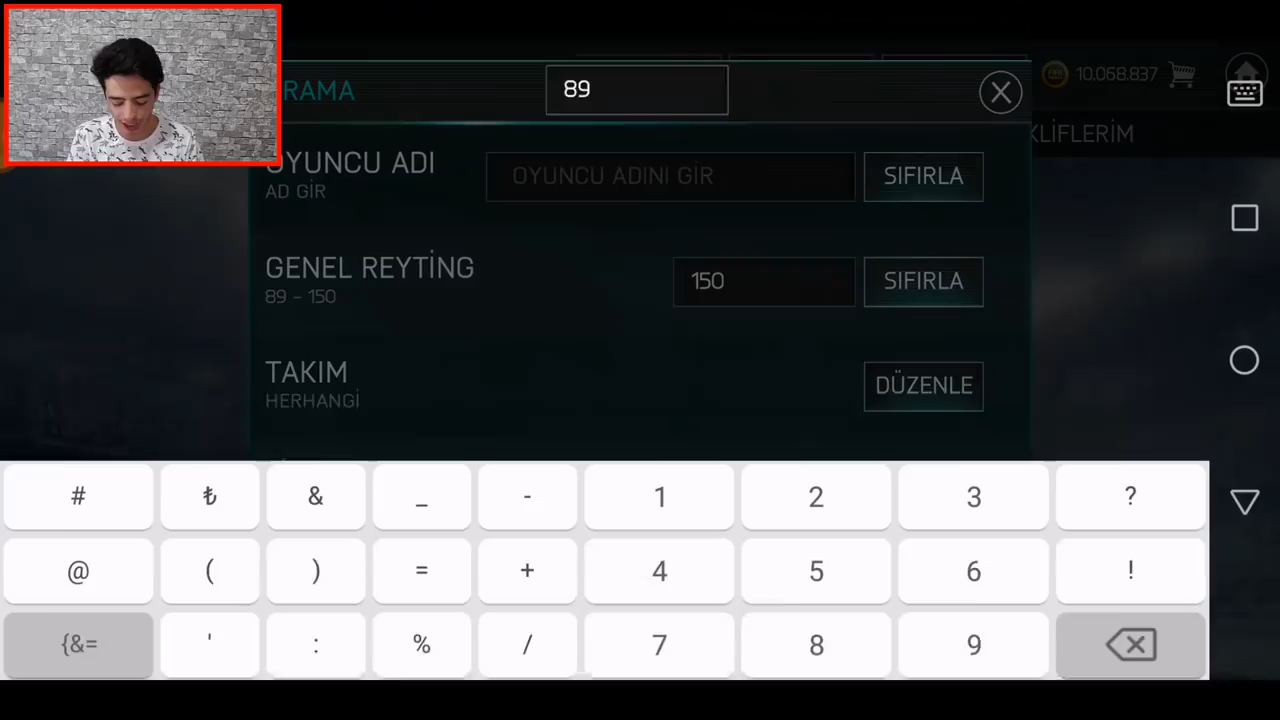 RAMA
89
10.068.837
KLİFLERİM
OYUNCU ADI
AD GİR
OYUNCU ADINI GİR
SIFIRLA
GENEL REYTİNG
89 - 150
150
SIFIRLA
TAKIM
HERHANGİ
DÜZENLE
# ₺ & _ - 1 2 3 ?
@ ( ) = + 4 5 6 !
{&= ' : % / 7 8 9